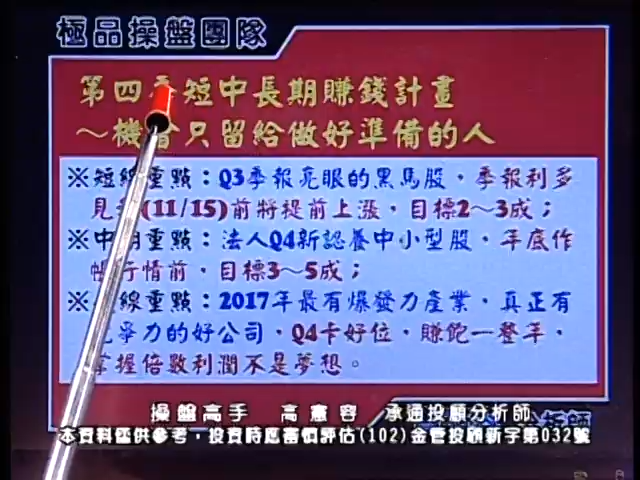 極品操盤團隊
第四 短中長期賺錢計畫
～機會只留給做好準備的人
※短線重點：Q3季報亮眼的黑馬股，季報利多
見 (11/15)前將提前上漲，目標2～3成；
※中期重點：法人Q4新認養中小型股，年底作
帳行情前，目標3～5成；
※ 線重點：2017年最有爆發力產業，真正有
爭力的好公司，Q4卡好位，賺飽一整年，
掌握倍數利潤不是夢想。
操盤高手 高憲容 承通投顧分析師
本資料僅供參考，投資時應審慎評估(102)金管投顧新字第032號